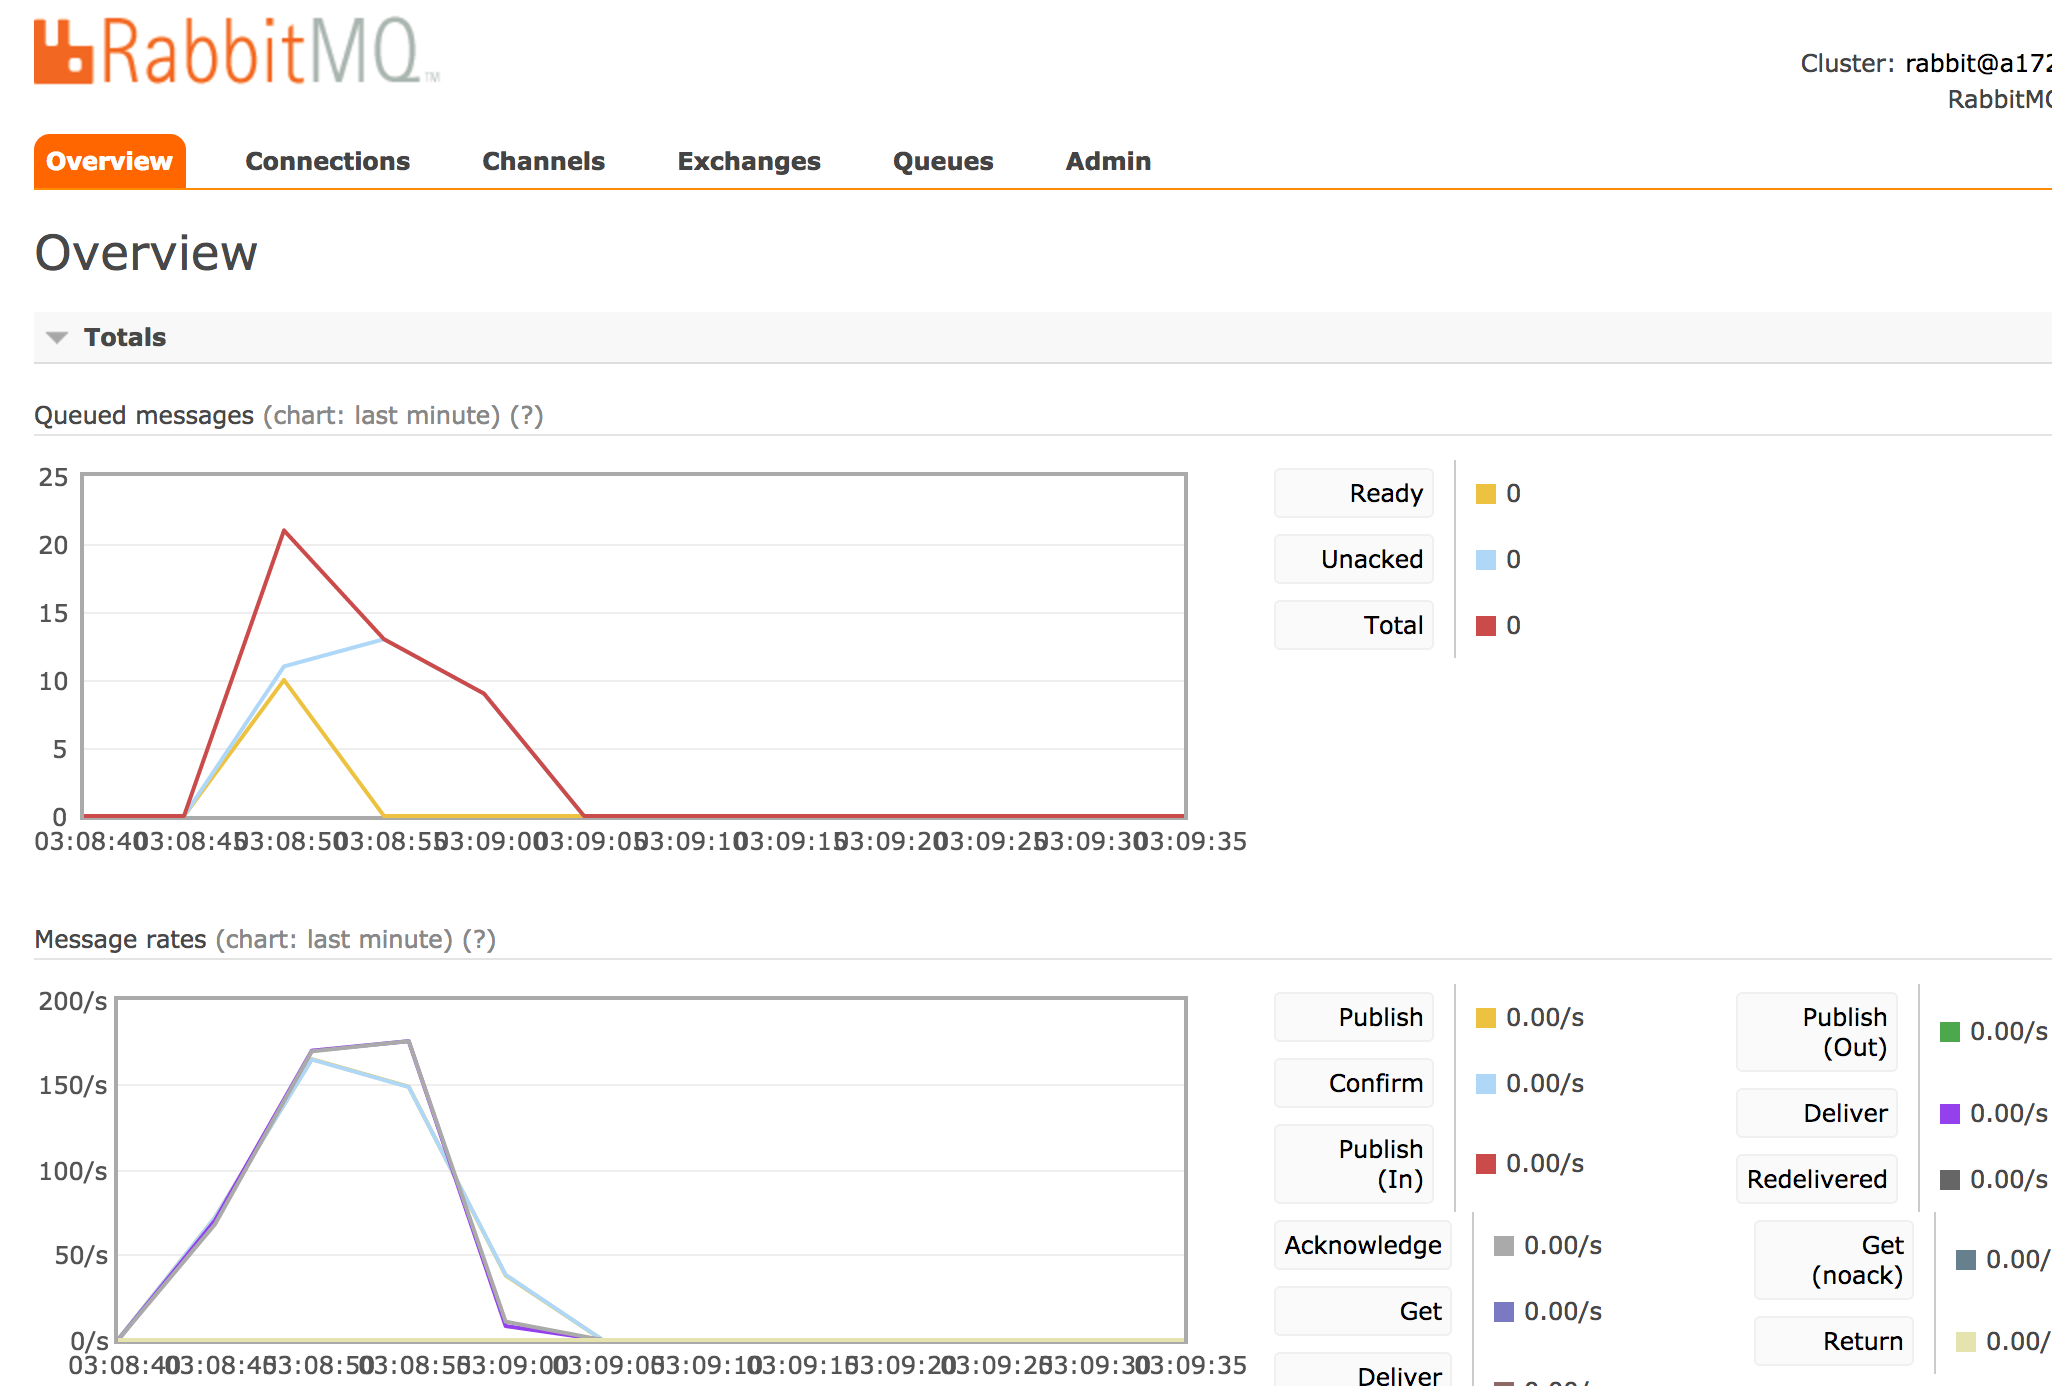 RabbitMQ™
Cluster: rabbit@a172
RabbitMQ
Overview Connections Channels Exchanges Queues Admin
Overview
Totals
Queued messages (chart: last minute) (?)
25
20
15
10
5
0
03:08:40 03:08:45 03:08:50 03:08:55 03:09:00 03:09:05 03:09:10 03:09:15 03:09:20 03:09:25 03:09:30 03:09:35
Ready 0
Unacked 0
Total 0
Message rates (chart: last minute) (?)
200/s
150/s
100/s
50/s
0/s
03:08:40 03:08:45 03:08:50 03:08:55 03:09:00 03:09:05 03:09:10 03:09:15 03:09:20 03:09:25 03:09:30 03:09:35
Publish 0.00/s
Confirm 0.00/s
Publish
(In) 0.00/s
Publish
(Out) 0.00/s
Deliver 0.00/s
Redelivered 0.00/s
Acknowledge 0.00/s
Get 0.00/s
Deliver
Get
(noack) 0.00/
Return 0.00/